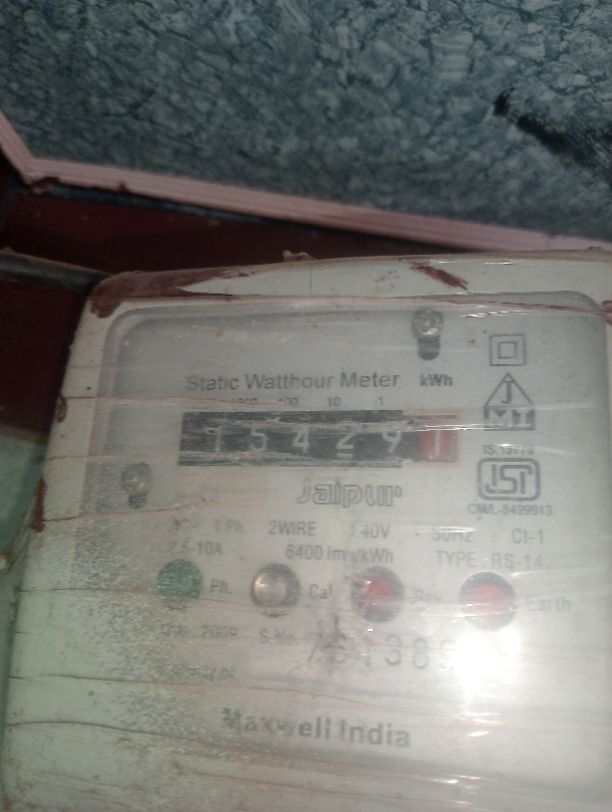 Static Watthour Meter kWh
100 10 1
1 5 4 2 9 1
J
MT
IS:13779
Jaipur
ISI
CM/L-8499913
1 Ph. 2WIRE 50Hz Cl-1
-10A 6400 imp/kWh TYPE : RS-14
Ph. Cal. Rev. Earth
S.No.
Maxwell India